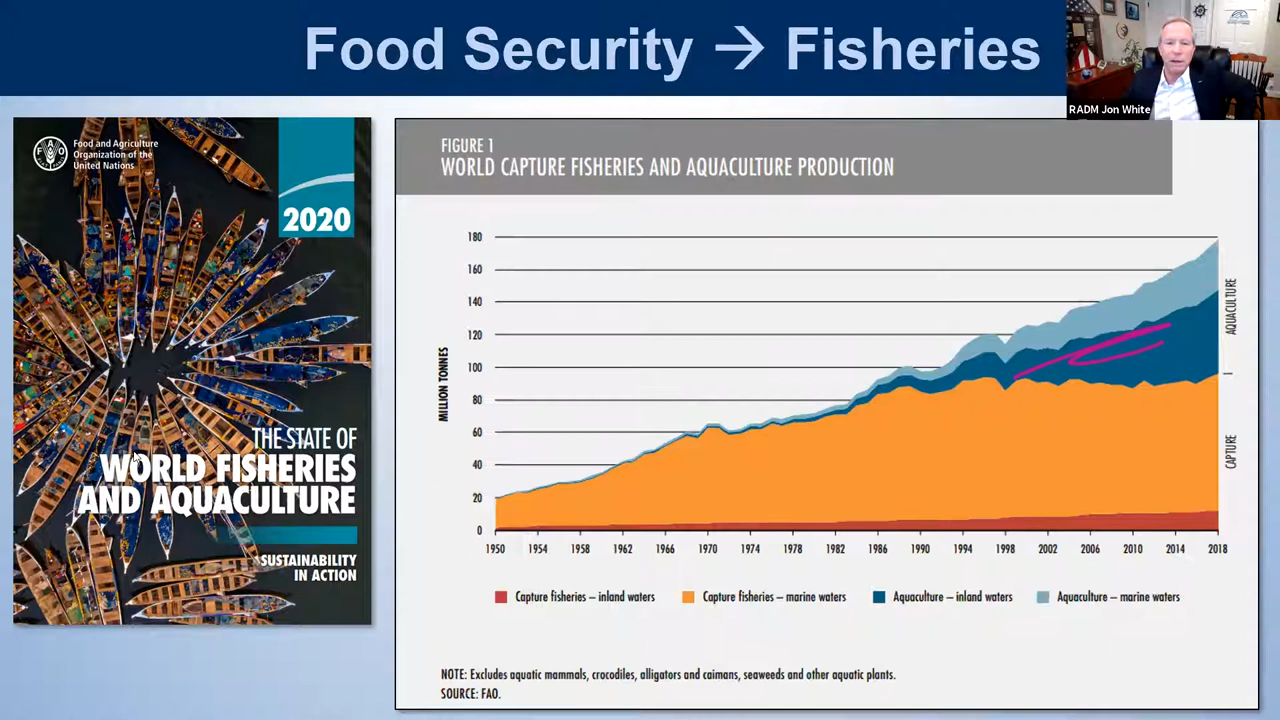 Food Security → Fisheries
RADM Jon White
FAO
Food and Agriculture
Organization of the
United Nations
2020
THE STATE OF
WORLD FISHERIES
AND AQUACULTURE
SUSTAINABILITY
IN ACTION
FIGURE 1
WORLD CAPTURE FISHERIES AND AQUACULTURE PRODUCTION
MILLION TONNES
180
160
140
120
100
80
60
40
20
0
1950 1954 1958 1962 1966 1970 1974 1978 1982 1986 1990 1994 1998 2002 2006 2010 2014 2018
AQUACULTURE
CAPTURE
Capture fisheries – inland waters Capture fisheries – marine waters Aquaculture – inland waters Aquaculture – marine waters
NOTE: Excludes aquatic mammals, crocodiles, alligators and caimans, seaweeds and other aquatic plants.
SOURCE: FAO.